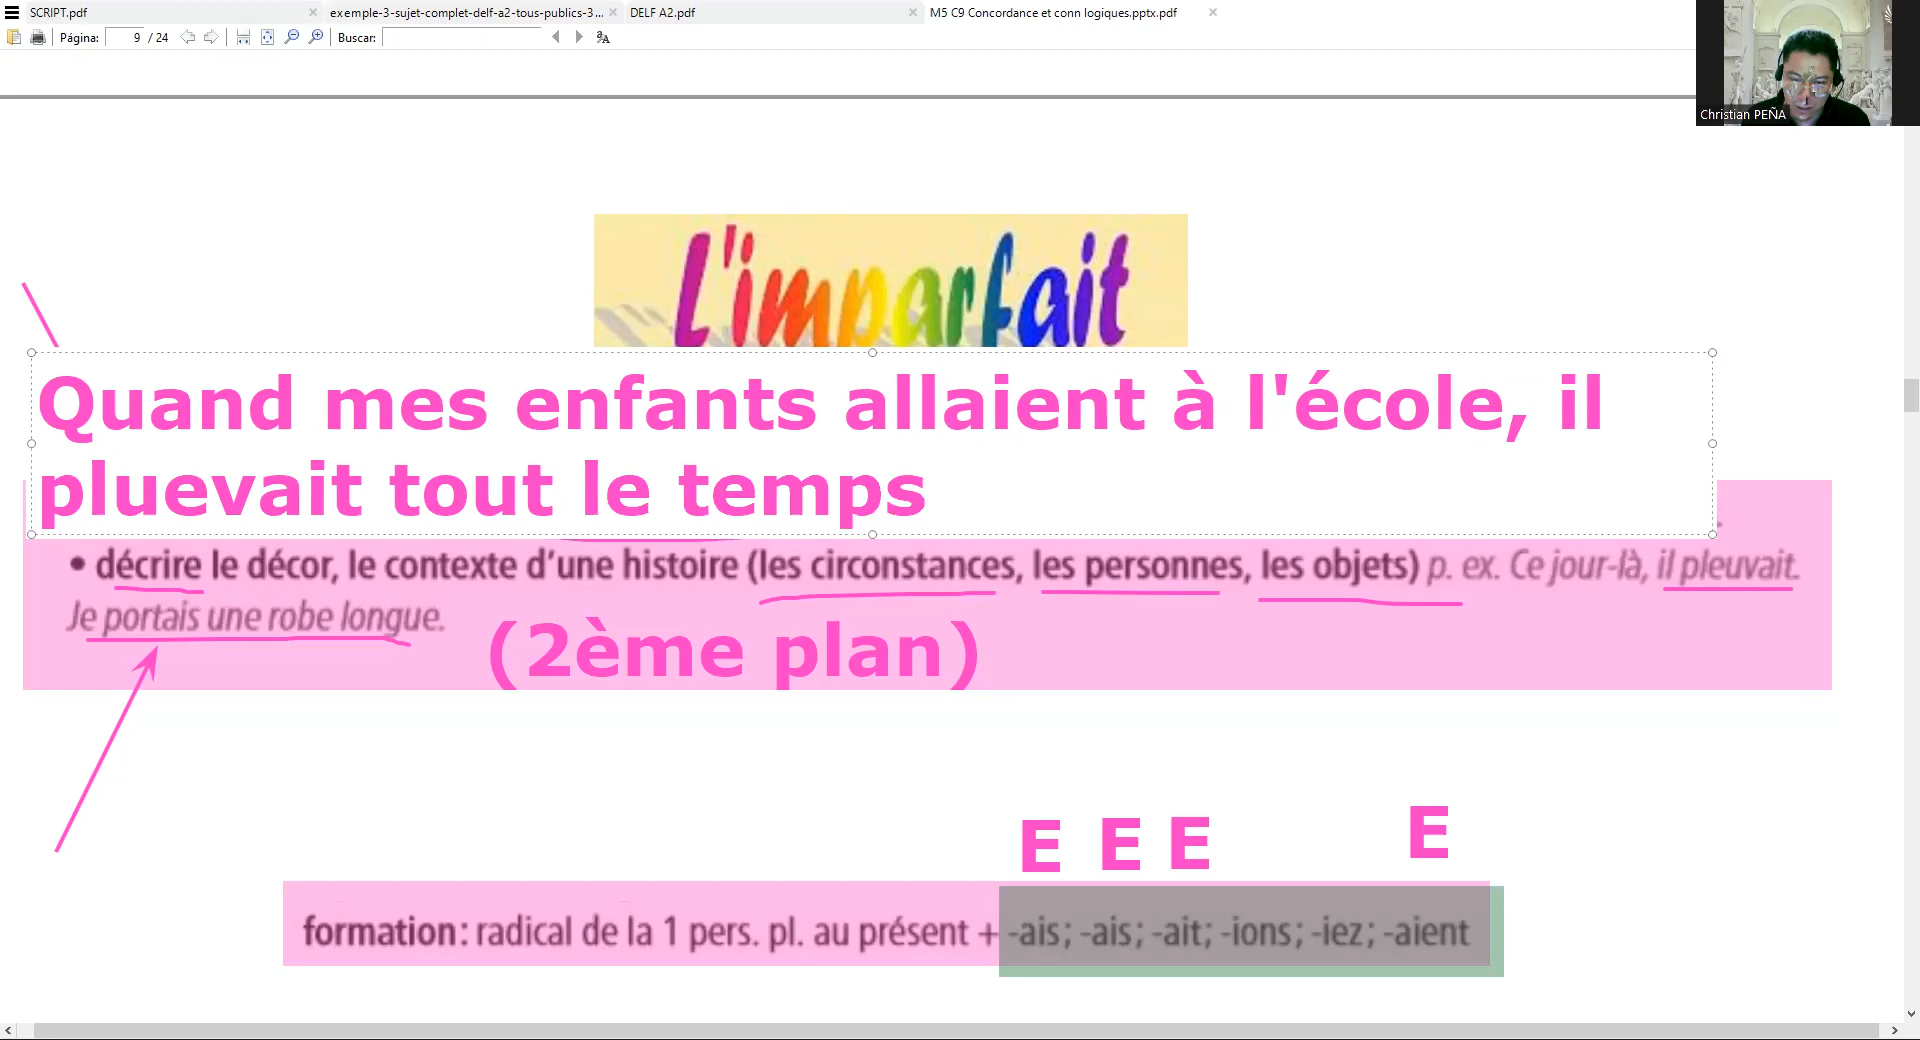 SCRIPT.pdf
exemple-3-sujet-complet-delf-a2-tous-publics-3...
DELF A2.pdf
M5 C9 Concordance et conn logiques.pptx.pdf
Página: 9 / 24 Buscar:
Christian PEÑA
L'imparfait
Quand mes enfants allaient à l'école, il
pluevait tout le temps
• décrire le décor, le contexte d’une histoire (les circonstances, les personnes, les objets) p. ex. Ce jour-là, il pleuvait.
Je portais une robe longue.
(2ème plan)
E E E E
formation: radical de la 1 pers. pl. au présent + -ais; -ais; -ait; -ions; -iez; -aient